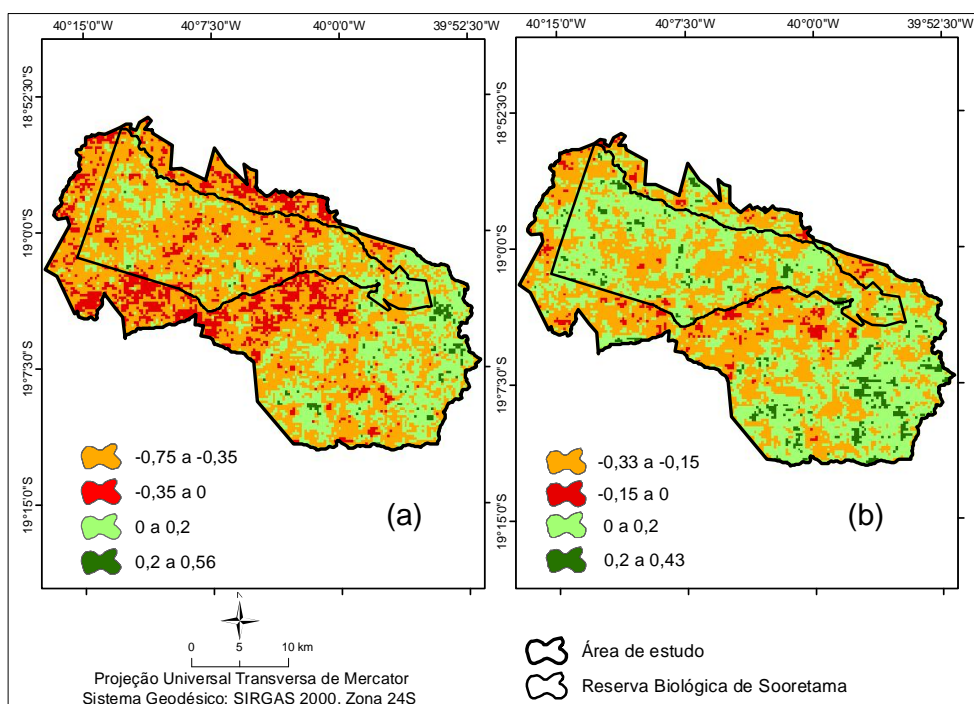 40°15'0"W 40°7'30"W 40°0'0"W 39°52'30"W
40°15'0"W 40°7'30"W 40°0'0"W 39°52'30"W
18°52'30"S
19°0'0"S
19°7'30"S
19°15'0"S
-0,75 a -0,35
-0,35 a 0
0 a 0,2
0,2 a 0,56
(a)
18°52'30"S
19°0'0"S
19°7'30"S
19°15'0"S
-0,33 a -0,15
-0,15 a 0
0 a 0,2
0,2 a 0,43
(b)
0 5 10 km
Projeção Universal Transversa de Mercator
Sistema Geodésico: SIRGAS 2000, Zona 24S
Área de estudo
Reserva Biológica de Sooretama